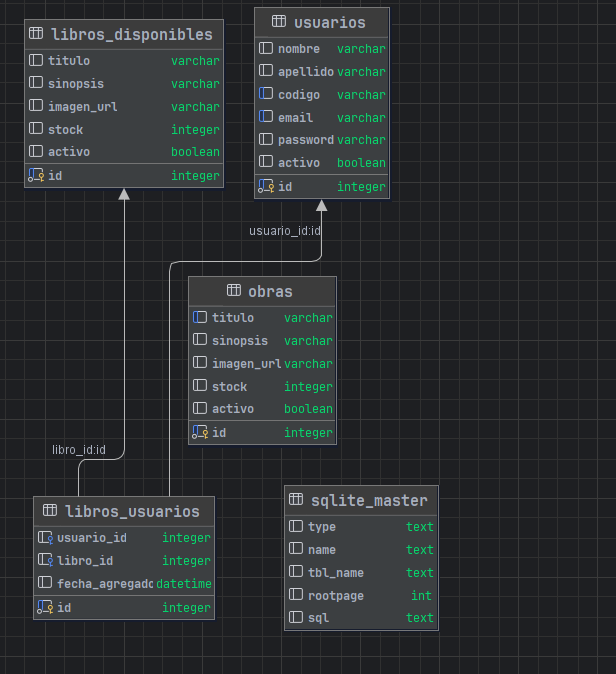 libros_disponibles
titulo varchar
sinopsis varchar
imagen_url varchar
stock integer
activo boolean
id integer
usuarios
nombre varchar
apellido varchar
codigo varchar
email varchar
password varchar
activo boolean
id integer
usuario_id:id
obras
titulo varchar
sinopsis varchar
imagen_url varchar
stock integer
activo boolean
id integer
libro_id:id
libros_usuarios
usuario_id integer
libro_id integer
fecha_agregado datetime
id integer
sqlite_master
type text
name text
tbl_name text
rootpage int
sql text